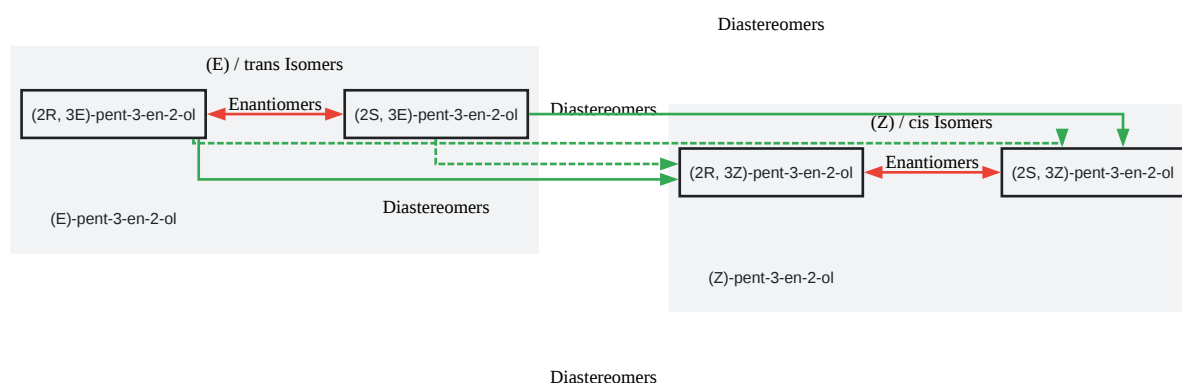 Diastereomers
(E) / trans Isomers
Enantiomers
(2R, 3E)-pent-3-en-2-ol
(2S, 3E)-pent-3-en-2-ol
Diastereomers
(Z) / cis Isomers
Enantiomers
(2R, 3Z)-pent-3-en-2-ol
(2S, 3Z)-pent-3-en-2-ol
Diastereomers
(E)-pent-3-en-2-ol
(Z)-pent-3-en-2-ol
Diastereomers